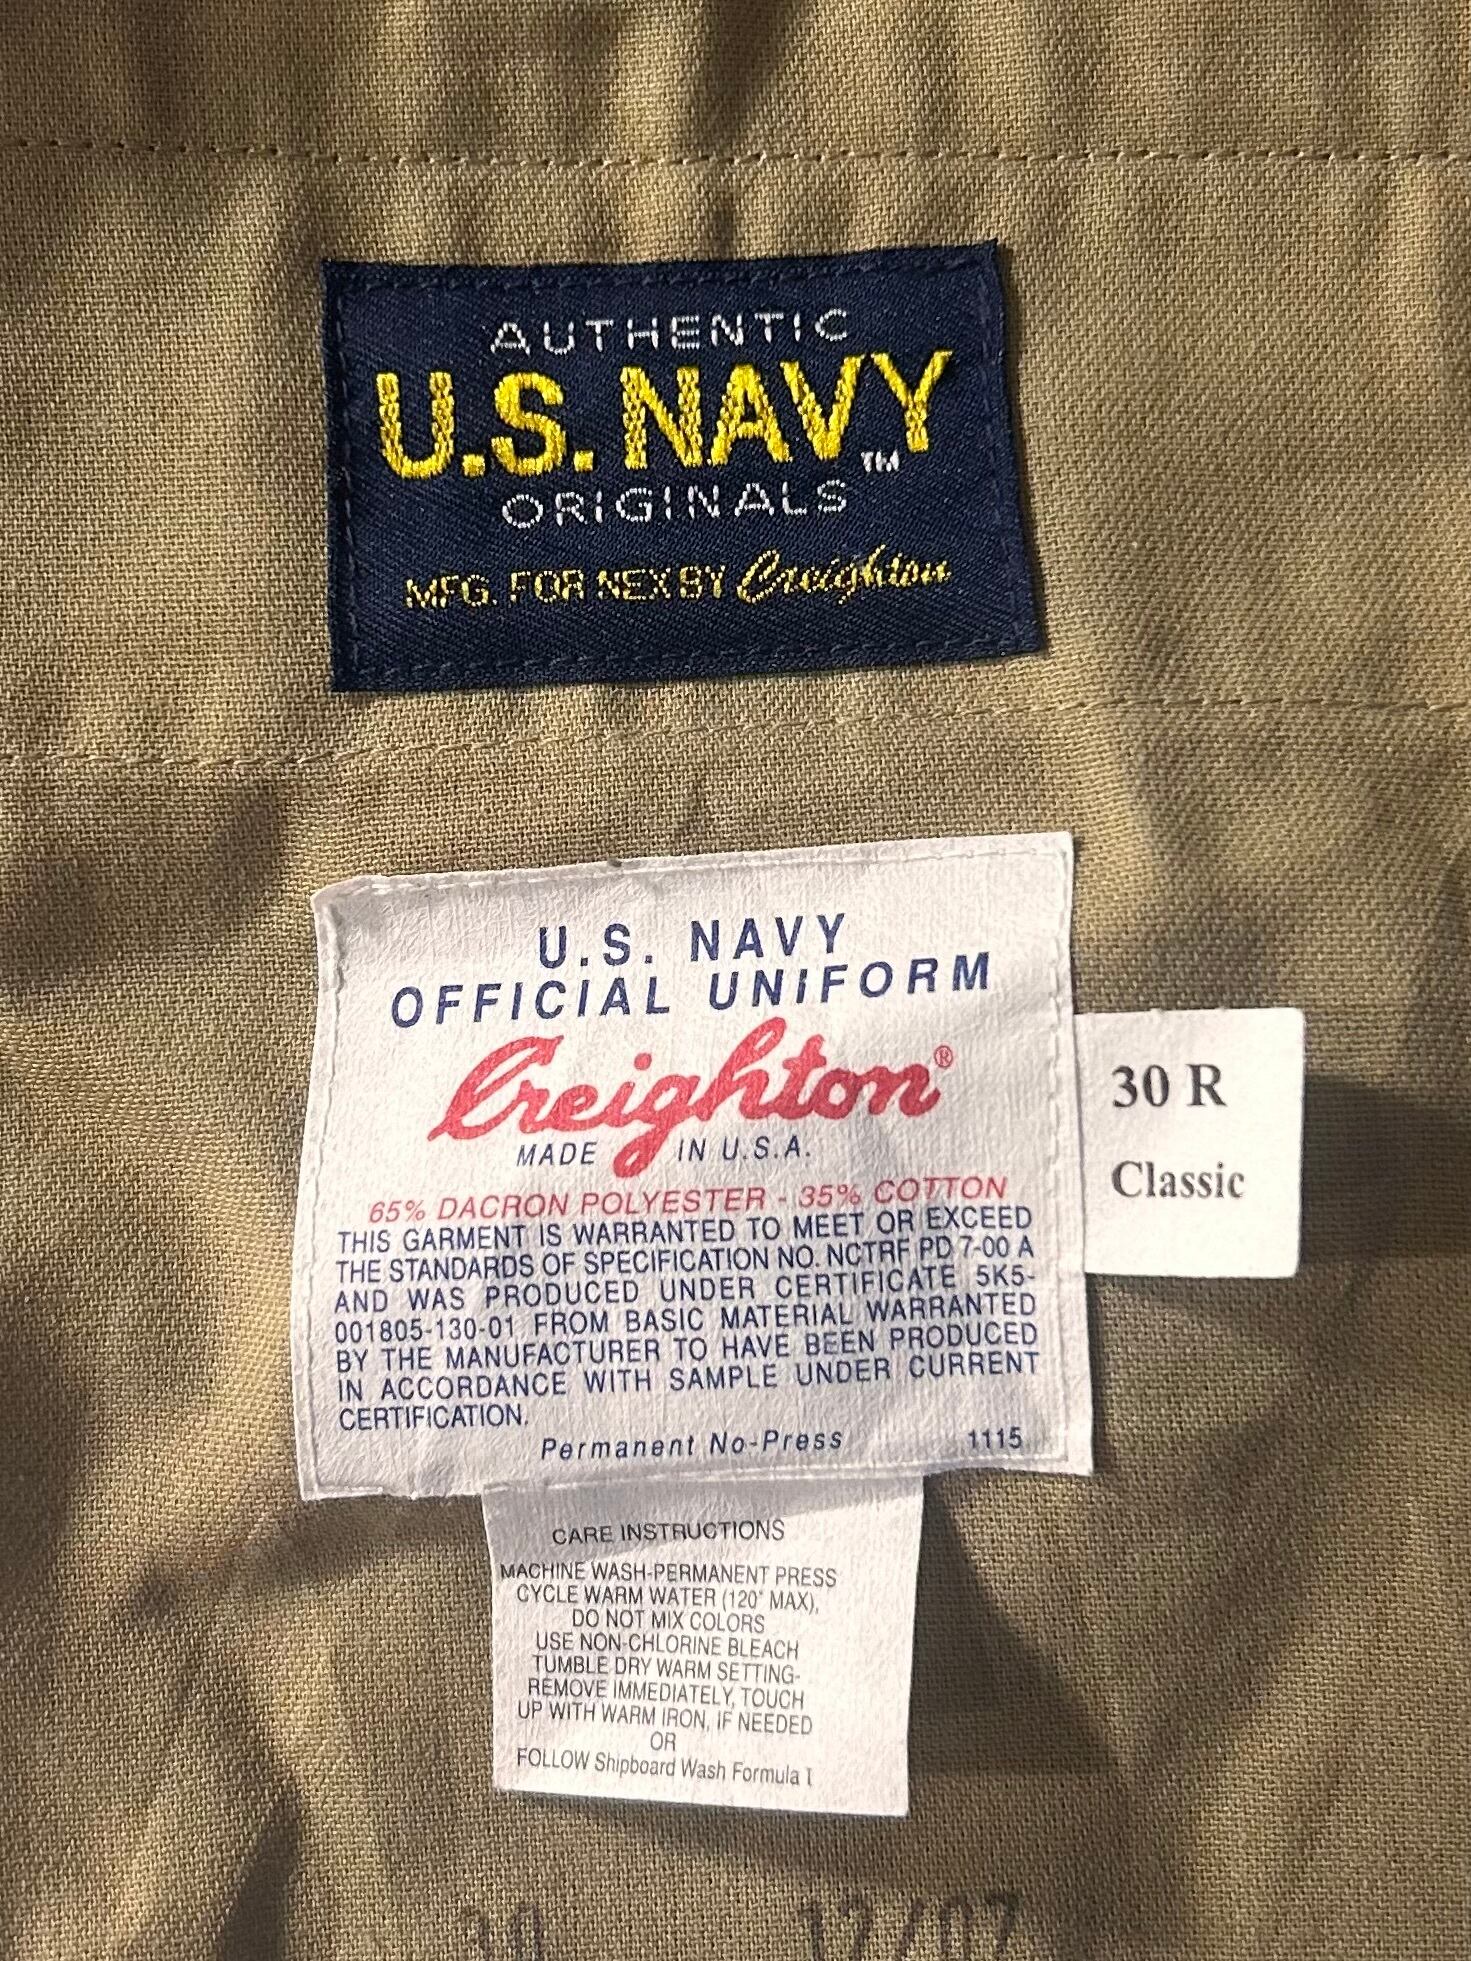 AUTHENTIC
U.S. NAVY™
ORIGINALS
MFG. FOR NEX BY Creighton
U.S. NAVY
OFFICIAL UNIFORM
Creighton®
MADE IN U.S.A.
65% DACRON POLYESTER - 35% COTTON
THIS GARMENT IS WARRANTED TO MEET OR EXCEED
THE STANDARDS OF SPECIFICATION NO. NCTRF PD 7-00 A
AND WAS PRODUCED UNDER CERTIFICATE 5K5-
001805-130-01 FROM BASIC MATERIAL WARRANTED
BY THE MANUFACTURER TO HAVE BEEN PRODUCED
IN ACCORDANCE WITH SAMPLE UNDER CURRENT
CERTIFICATION.
Permanent No-Press 1115
30 R
Classic
CARE INSTRUCTIONS
MACHINE WASH-PERMANENT PRESS
CYCLE WARM WATER (120° MAX),
DO NOT MIX COLORS
USE NON-CHLORINE BLEACH
TUMBLE DRY WARM SETTING-
REMOVE IMMEDIATELY, TOUCH
UP WITH WARM IRON, IF NEEDED
OR
FOLLOW Shipboard Wash Formula I